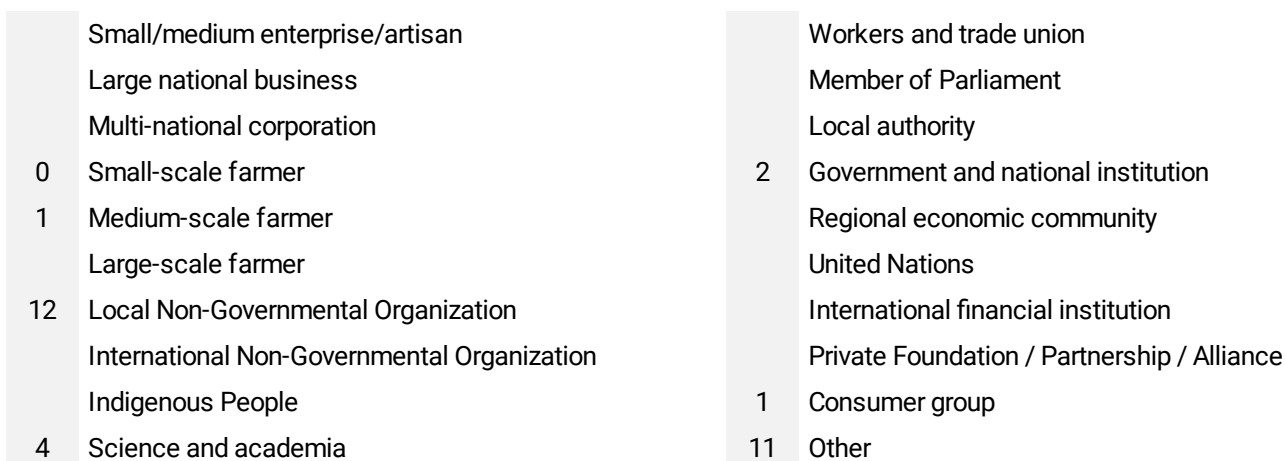 Small/medium enterprise/artisan
Large national business
Multi-national corporation
0 Small-scale farmer
1 Medium-scale farmer
Large-scale farmer
12 Local Non-Governmental Organization
International Non-Governmental Organization
Indigenous People
4 Science and academia
Workers and trade union
Member of Parliament
Local authority
2 Government and national institution
Regional economic community
United Nations
International financial institution
Private Foundation / Partnership / Alliance
1 Consumer group
11 Other